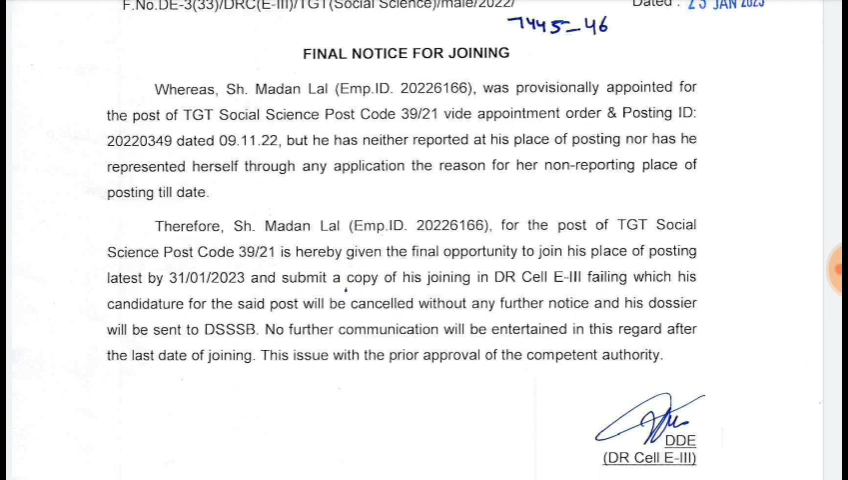 F.No.DE-3(33)/DRC(E-III)/TGT(Social Science)/male/2022/
Dated : 25 JAN 2023
7445-46
FINAL NOTICE FOR JOINING
Whereas, Sh. Madan Lal (Emp.ID. 20226166), was provisionally appointed for
the post of TGT Social Science Post Code 39/21 vide appointment order & Posting ID:
20220349 dated 09.11.22, but he has neither reported at his place of posting nor has he
represented herself through any application the reason for her non-reporting place of
posting till date.
Therefore, Sh. Madan Lal (Emp.ID. 20226166), for the post of TGT Social
Science Post Code 39/21 is hereby given the final opportunity to join his place of posting
latest by 31/01/2023 and submit a copy of his joining in DR Cell E-III failing which his
candidature for the said post will be cancelled without any further notice and his dossier
will be sent to DSSSB. No further communication will be entertained in this regard after
the last date of joining. This issue with the prior approval of the competent authority.
DDE
(DR Cell E-III)